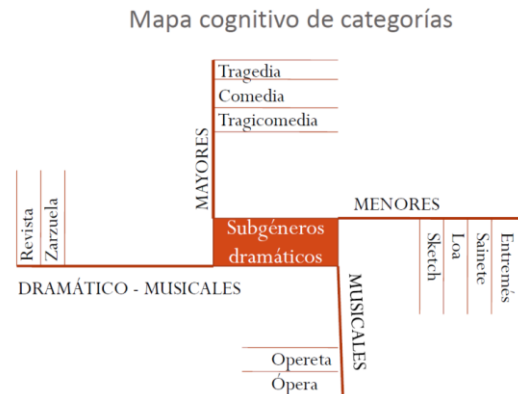 Mapa cognitivo de categorías
Tragedia
Comedia
Tragicomedia
MAYORES
MENORES
Revista
Zarzuela
Subgéneros
dramáticos
Sketch
Loa
Sainete
Entremés
DRAMÁTICO - MUSICALES
MUSICALES
Opereta
Ópera